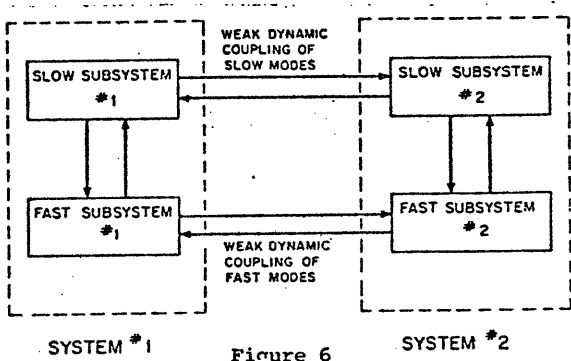 WEAK DYNAMIC
COUPLING OF
SLOW MODES
SLOW SUBSYSTEM
#1
SLOW SUBSYSTEM
#2
FAST SUBSYSTEM
#1
FAST SUBSYSTEM
#2
WEAK DYNAMIC
COUPLING OF
FAST MODES
SYSTEM #1
Figure 6
SYSTEM #2